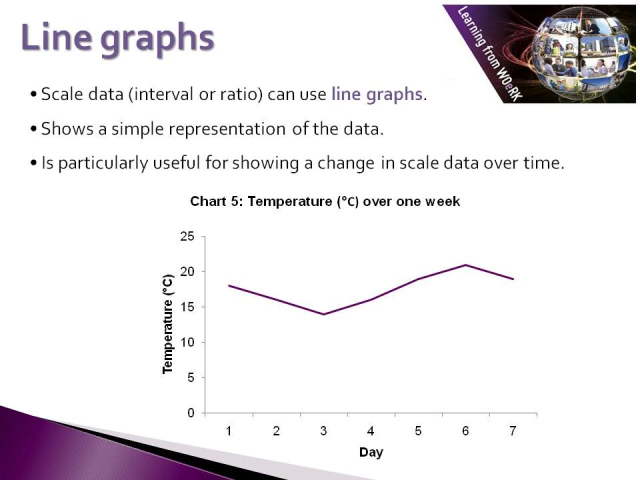 Line graphs
Learning from WOeRK
• Scale data (interval or ratio) can use line graphs.
• Shows a simple representation of the data.
• Is particularly useful for showing a change in scale data over time.
Chart 5: Temperature (°C) over one week
Temperature (°C)
25
20
15
10
5
0
1 2 3 4 5 6 7
Day